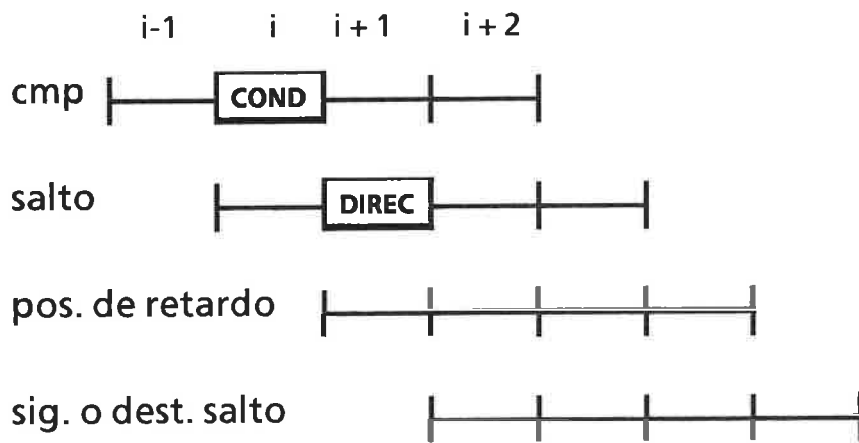 i-1 i i + 1 i + 2
cmp COND
salto DIREC
pos. de retardo
sig. o dest. salto